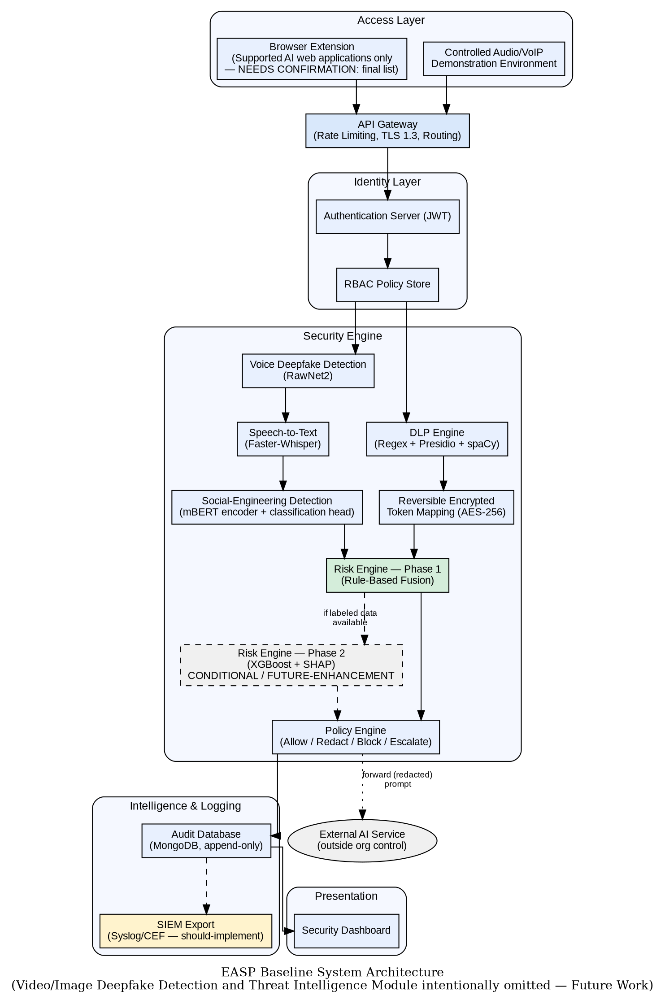 Access Layer
Browser Extension
(Supported AI web applications only
— NEEDS CONFIRMATION: final list)
Controlled Audio/VoIP
Demonstration Environment
API Gateway
(Rate Limiting, TLS 1.3, Routing)
Identity Layer
Authentication Server (JWT)
RBAC Policy Store
Security Engine
Voice Deepfake Detection
(RawNet2)
Speech-to-Text
(Faster-Whisper)
DLP Engine
(Regex + Presidio + spaCy)
Social-Engineering Detection
(mBERT encoder + classification head)
Reversible Encrypted
Token Mapping (AES-256)
Risk Engine — Phase 1
(Rule-Based Fusion)
if labeled data
available
Risk Engine — Phase 2
(XGBoost + SHAP)
CONDITIONAL / FUTURE-ENHANCEMENT
Policy Engine
(Allow / Redact / Block / Escalate)
forward (redacted)
prompt
Intelligence & Logging
Audit Database
(MongoDB, append-only)
External AI Service
(outside org control)
SIEM Export
(Syslog/CEF — should-implement)
Presentation
Security Dashboard
EASP Baseline System Architecture
(Video/Image Deepfake Detection and Threat Intelligence Module intentionally omitted — Future Work)